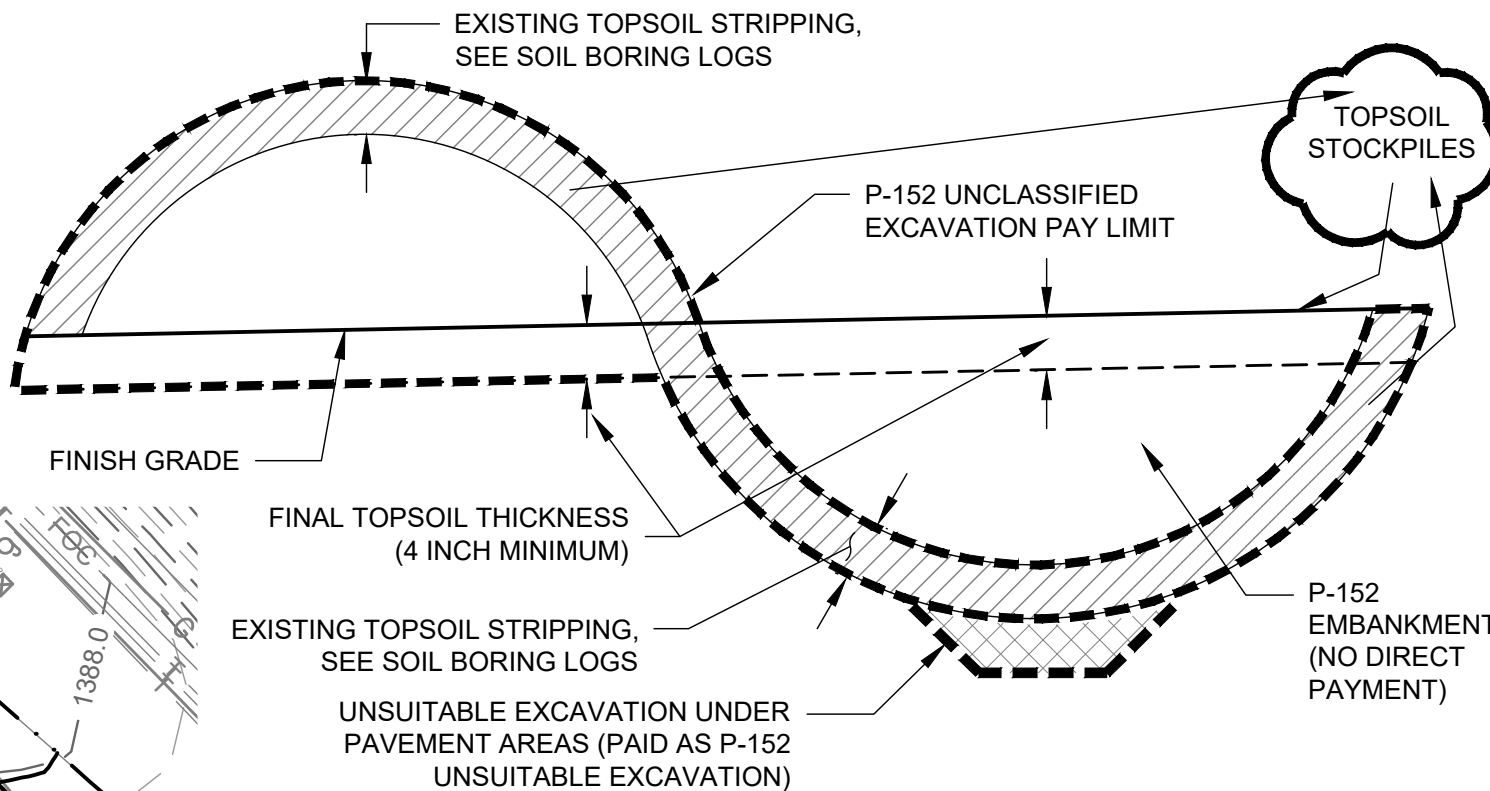 EXISTING TOPSOIL STRIPPING,
SEE SOIL BORING LOGS
TOPSOIL
STOCKPILES
P-152 UNCLASSIFIED
EXCAVATION PAY LIMIT
FINISH GRADE
FINAL TOPSOIL THICKNESS
(4 INCH MINIMUM)
EXISTING TOPSOIL STRIPPING,
SEE SOIL BORING LOGS
P-152
EMBANKMENT
(NO DIRECT
PAYMENT)
UNSUITABLE EXCAVATION UNDER
PAVEMENT AREAS (PAID AS P-152
UNSUITABLE EXCAVATION)
FOC
G
1388.0